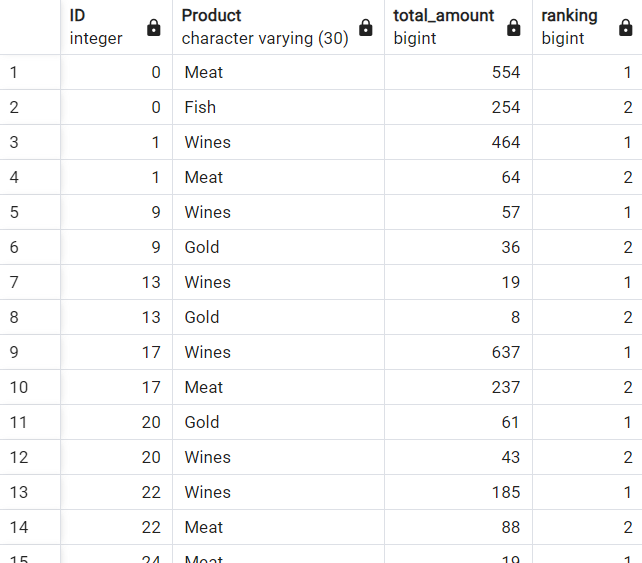 ID Product total_amount ranking
integer character varying (30) bigint bigint
1 0 Meat 554 1
2 0 Fish 254 2
3 1 Wines 464 1
4 1 Meat 64 2
5 9 Wines 57 1
6 9 Gold 36 2
7 13 Wines 19 1
8 13 Gold 8 2
9 17 Wines 637 1
10 17 Meat 237 2
11 20 Gold 61 1
12 20 Wines 43 2
13 22 Wines 185 1
14 22 Meat 88 2
15 24 Meat 19 1